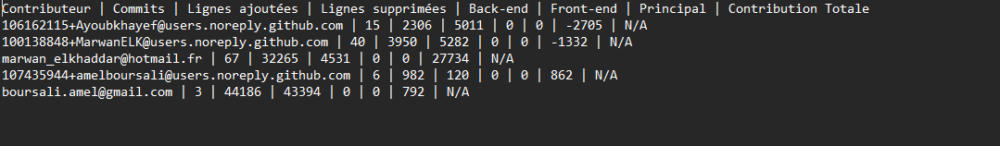 Contributeur | Commits | Lignes ajoutées | Lignes supprimées | Back-end | Front-end | Principal | Contribution Totale
106162115+Ayoubkhayef@users.noreply.github.com | 15 | 2306 | 5011 | 0 | 0 | -2705 | N/A
100138848+MarwanELK@users.noreply.github.com | 40 | 3950 | 5282 | 0 | 0 | -1332 | N/A
marwan_elkhaddar@hotmail.fr | 67 | 32265 | 4531 | 0 | 0 | 27734 | N/A
107435944+amelboursali@users.noreply.github.com | 6 | 982 | 120 | 0 | 0 | 862 | N/A
boursali.amel@gmail.com | 3 | 44186 | 43394 | 0 | 0 | 792 | N/A